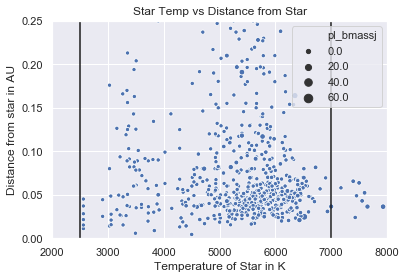 Star Temp vs Distance from Star
0.25
0.20
0.15
0.10
0.05
0.00
Distance from star in AU
pl_bmassj
0.0
20.0
40.0
60.0
2000 3000 4000 5000 6000 7000 8000
Temperature of Star in K